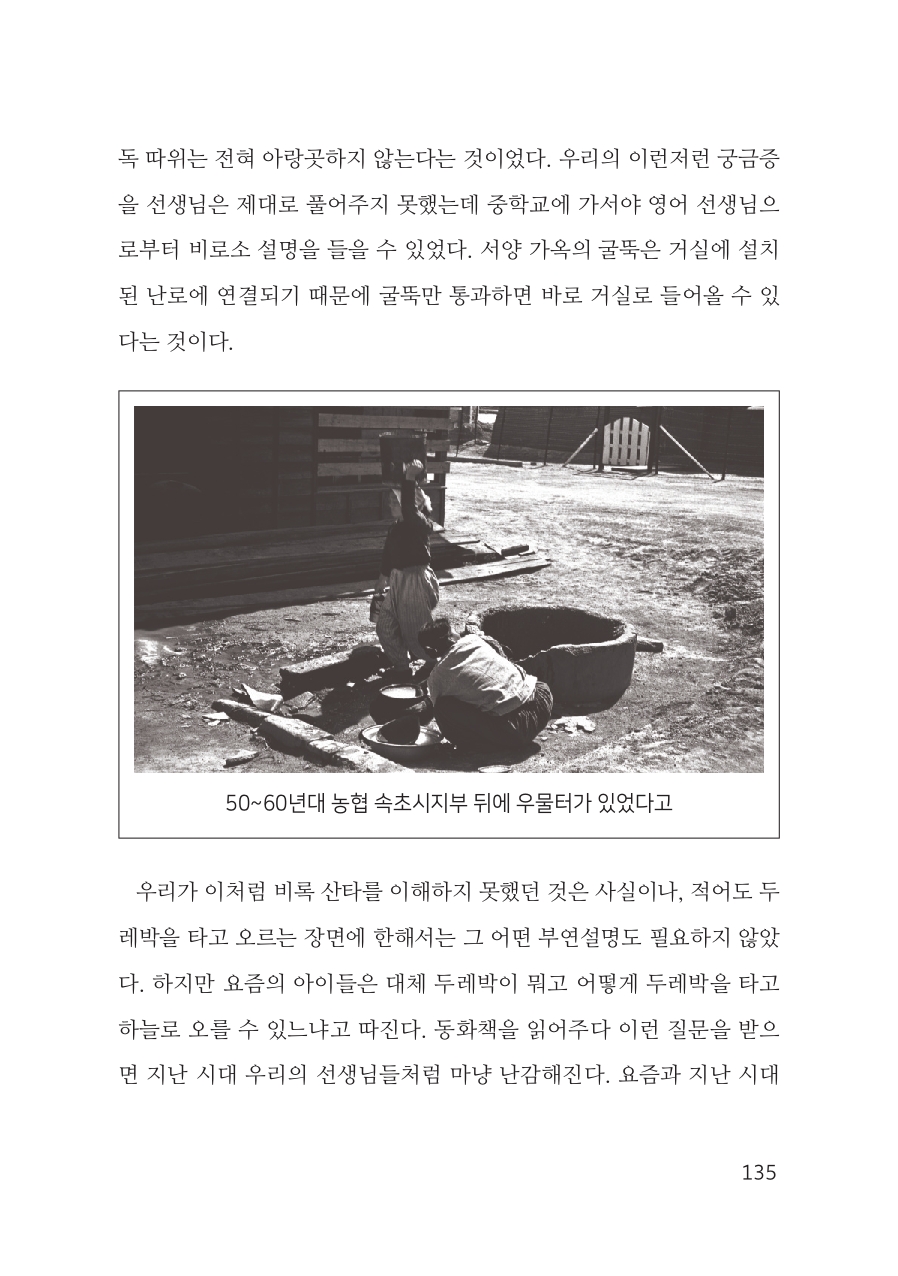 독 따위는 전혀 아랑곳하지 않는다는 것이었다. 우리의 이런저런 궁금증
을 선생님은 제대로 풀어주지 못했는데 중학교에 가서야 영어 선생님으
로부터 비로소 설명을 들을 수 있었다. 서양 가옥의 굴뚝은 거실에 설치
된 난로에 연결되기 때문에 굴뚝만 통과하면 바로 거실로 들어올 수 있
다는 것이다.
50~60년대 농협 속초시지부 뒤에 우물터가 있었다고
우리가 이처럼 비록 산타를 이해하지 못했던 것은 사실이나, 적어도 두
레박을 타고 오르는 장면에 한해서는 그 어떤 부연설명도 필요하지 않았
다. 하지만 요즘의 아이들은 대체 두레박이 뭐고 어떻게 두레박을 타고
하늘로 오를 수 있느냐고 따진다. 동화책을 읽어주다 이런 질문을 받으
면 지난 시대 우리의 선생님들처럼 마냥 난감해진다. 요즘과 지난 시대
135